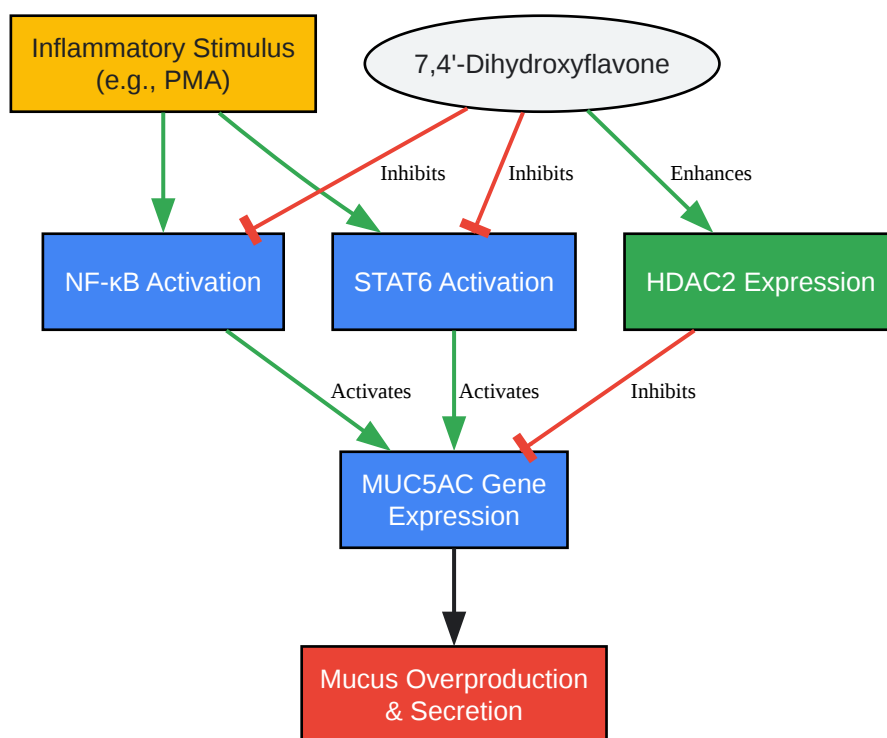 Inflammatory Stimulus
(e.g., PMA)
7,4'-Dihydroxyflavone
Inhibits
Inhibits
Enhances
NF-κB Activation
STAT6 Activation
HDAC2 Expression
Activates
Activates
Inhibits
MUC5AC Gene
Expression
Mucus Overproduction
& Secretion